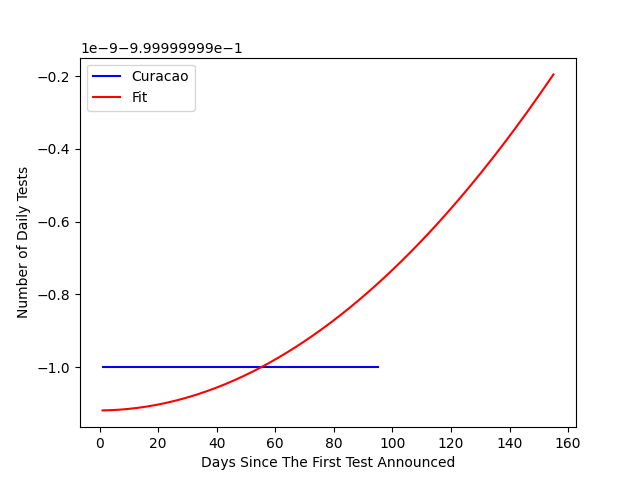 1e−9−9.99999999e−1
Curacao
Fit
Number of Daily Tests
−0.2
−0.4
−0.6
−0.8
−1.0
0 20 40 60 80 100 120 140 160
Days Since The First Test Announced